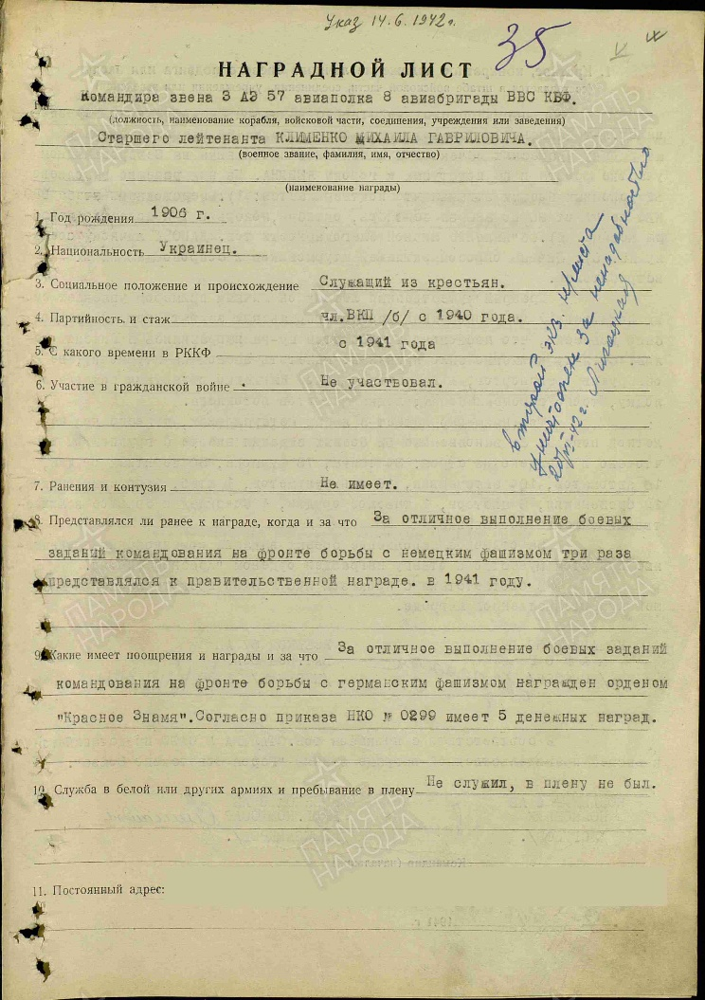 Указ 14.6.1942г.
35
НАГРАДНОЙ ЛИСТ
Командира звена 3 АЭ 57 авиаполка 8 авиабригады ВВС КБФ.
(должность, наименование корабля, войсковой части, соединения, учреждения или заведения)
Старшего лейтенанта КЛИМЕНКО МИХАИЛА ГАВРИЛОВИЧА.
(военное звание, фамилия, имя, отчество)
(наименование награды)
1. Год рождения 1906 г.
2. Национальность Украинец.
3. Социальное положение и происхождение Служащий из крестьян.
4. Партийность и стаж чл.ВКП /б/ с 1940 года.
5. С какого времени в РККФ с 1941 года
6. Участие в гражданской войне Не участвовал.
второй экз. н.листа
уничтожен за ненадобностью
7. Ранения и контузия Не имеет.
8. Представлялся ли ранее к награде, когда и за что За отличное выполнение боевых
заданий командования на фронте борьбы с немецким фашизмом три раза
представлялся к правительственной награде. в 1941 году.
9. Какие имеет поощрения и награды и за что За отличное выполнение боевых заданий
командования на фронте борьбы с германским фашизмом награжден орденом
"Красное Знамя".Согласно приказа НКО № 0299 имеет 5 денежных наград.
10. Служба в белой или других армиях и пребывание в плену Не служил, в плену не был.
11. Постоянный адрес:
ПАМЯТЬ НАРОДА